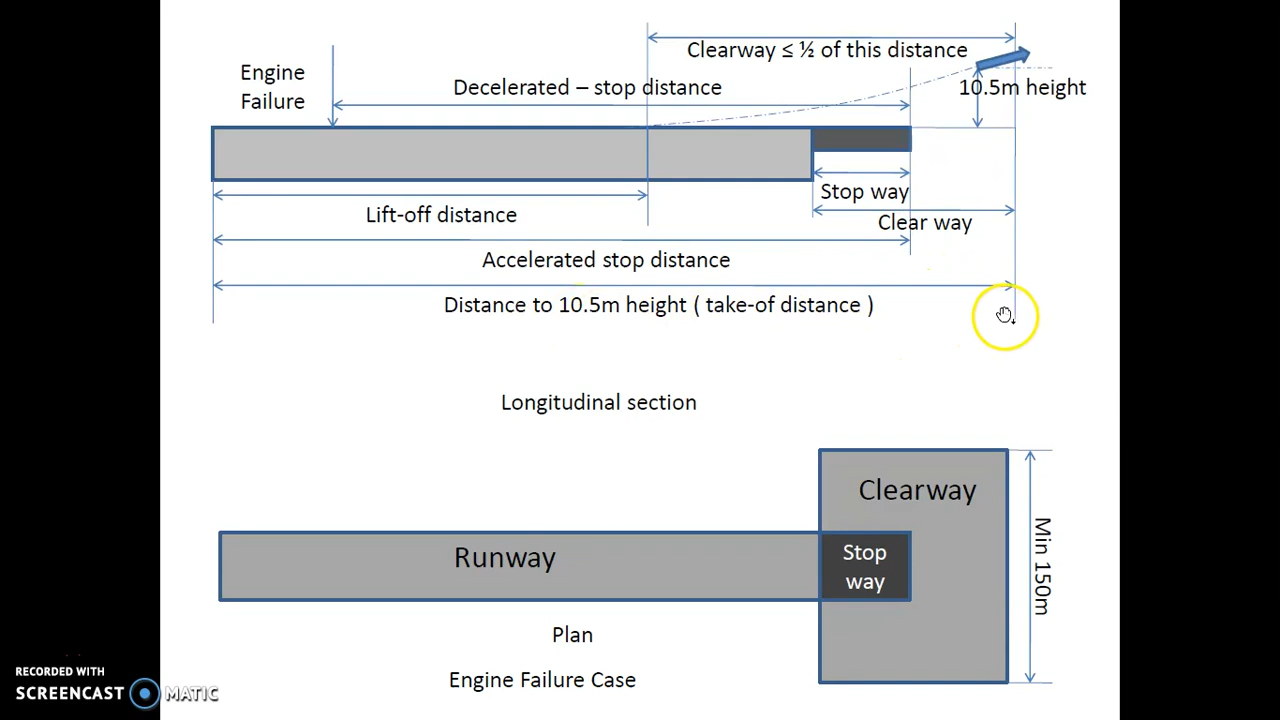 Clearway ≤ ½ of this distance
Engine
Failure
Decelerated – stop distance
10.5m height
Stop way
Lift-off distance
Clear way
Accelerated stop distance
Distance to 10.5m height ( take-of distance )
Longitudinal section
Clearway
Runway
Stop
way
Min 150m
Plan
Engine Failure Case
RECORDED WITH
SCREENCAST MATIC